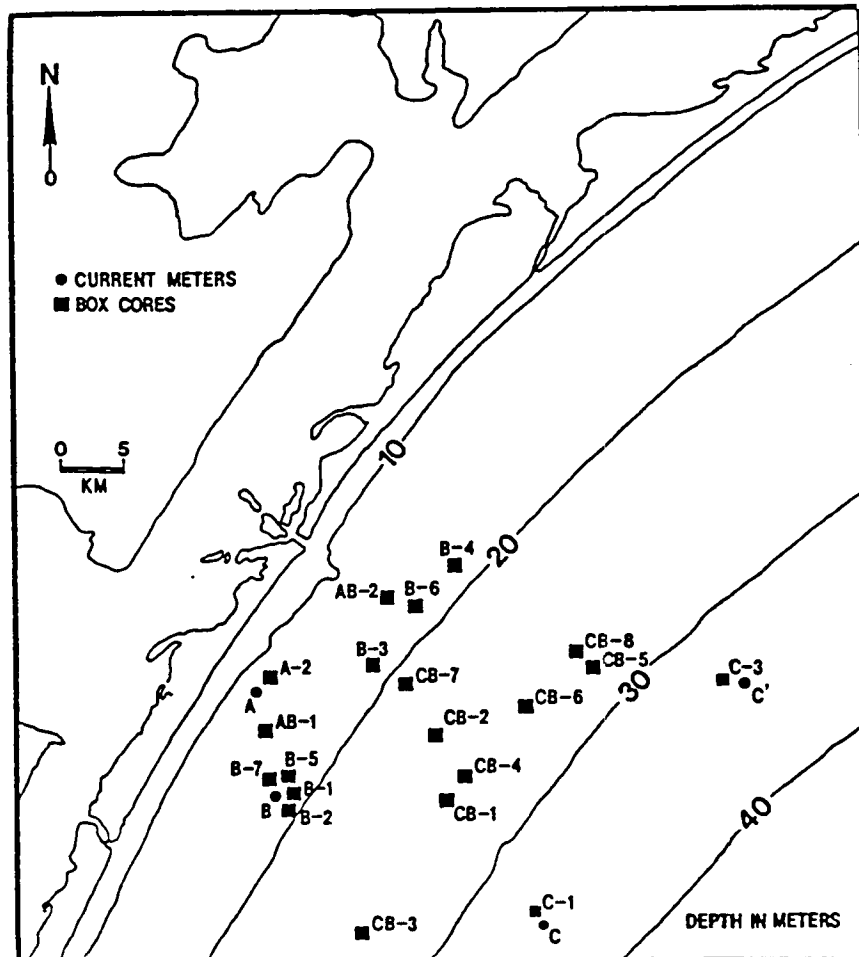 N
0
● CURRENT METERS
■ BOX CORES
0 5
KM
10
20
B-4
AB-2
B-6
CB-8
B-3
CB-5
A-2
CB-7
C-3
A
C'
30
CB-6
AB-1
CB-2
B-5
B-7
CB-4
B-1
B
B-2
CB-1
40
C-1
CB-3
C
DEPTH IN METERS